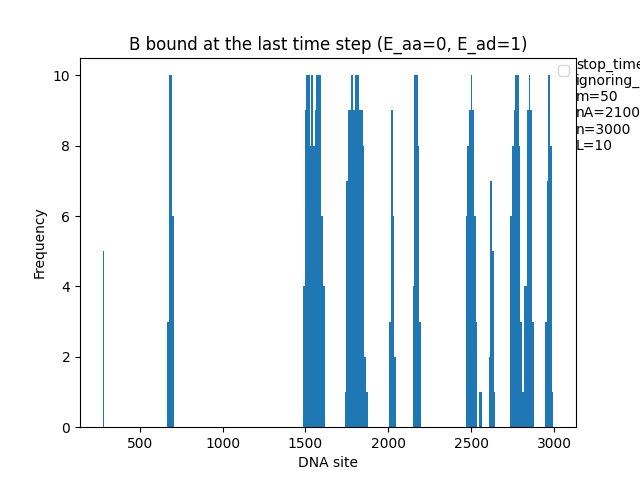 B bound at the last time step (E_aa=0, E_ad=1)
stop_time
ignoring_
m=50
nA=2100
n=3000
L=10
10
8
6
4
2
0
Frequency
500 1000 1500 2000 2500 3000
DNA site